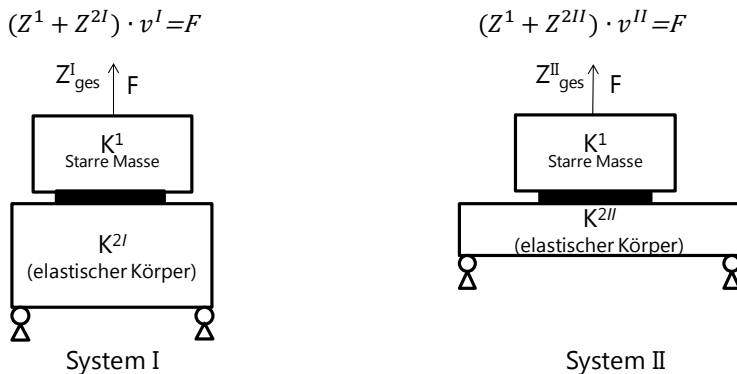 (Z¹ + Z²ᴵ) · vᴵ =F
Zᴵges
F
K¹
Starre Masse
K²ᴵ
(elastischer Körper)
System I
(Z¹ + Z²ᴵᴵ) · vᴵᴵ =F
Zᴵᴵges
F
K¹
Starre Masse
K²ᴵᴵ
(elastischer Körper)
System II